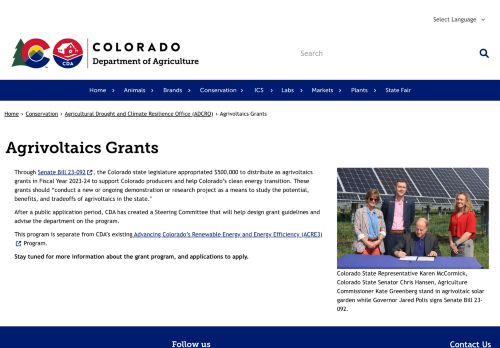 Select Language
COLORADO
Department of Agriculture
CDA
Search
Home Animals Brands Conservation ICS Labs Markets Plants State Fair
Home › Conservation › Agricultural Drought and Climate Resilience Office (ADCRO) › Agrivoltaics Grants
Agrivoltaics Grants
Through Senate Bill 23-092, the Colorado state legislature appropriated $500,000 to distribute as agrivoltaics
grants in Fiscal Year 2023-24 to support Colorado producers and help Colorado's clean energy transition. These
grants should "conduct a new or ongoing demonstration or research project as a means to study the potential,
benefits, and tradeoffs of agrivoltaics in the state."
After a public application period, CDA has created a Steering Committee that will help design grant guidelines and
advise the department on the program.
This program is separate from CDA's existing Advancing Colorado's Renewable Energy and Energy Efficiency (ACRE3)
Program.
Stay tuned for more information about the grant program, and applications to apply.
Colorado State Representative Karen McCormick,
Colorado State Senator Chris Hansen, Agriculture
Commissioner Kate Greenberg stand in agrivoltaic solar
garden while Governor Jared Polis signs Senate Bill 23-
092.
Follow us
Contact Us